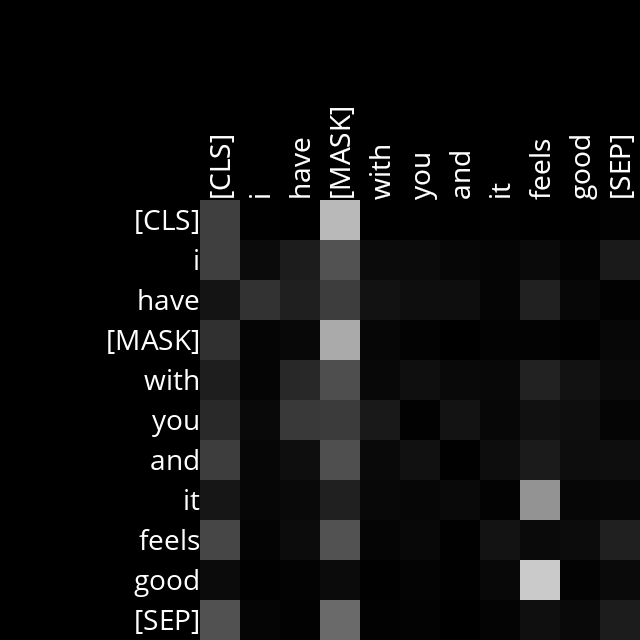 [CLS] i have [MASK] with you and it feels good [SEP]
[CLS]
i
have
[MASK]
with
you
and
it
feels
good
[SEP]